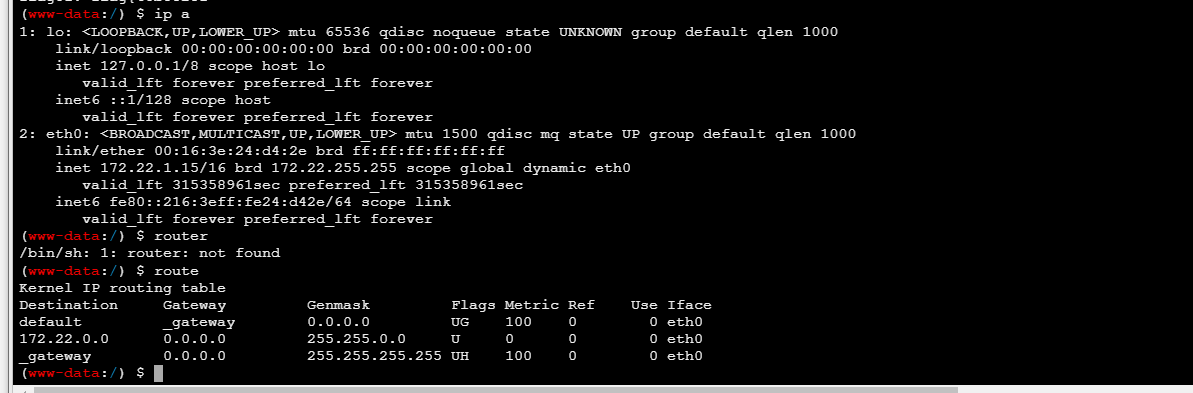 (www-data:/) $ ip a
1: lo: <LOOPBACK,UP,LOWER_UP> mtu 65536 qdisc noqueue state UNKNOWN group default qlen 1000
    link/loopback 00:00:00:00:00:00 brd 00:00:00:00:00:00
    inet 127.0.0.1/8 scope host lo
       valid_lft forever preferred_lft forever
    inet6 ::1/128 scope host
       valid_lft forever preferred_lft forever
2: eth0: <BROADCAST,MULTICAST,UP,LOWER_UP> mtu 1500 qdisc mq state UP group default qlen 1000
    link/ether 00:16:3e:24:d4:2e brd ff:ff:ff:ff:ff:ff
    inet 172.22.1.15/16 brd 172.22.255.255 scope global dynamic eth0
       valid_lft 315358961sec preferred_lft 315358961sec
    inet6 fe80::216:3eff:fe24:d42e/64 scope link
       valid_lft forever preferred_lft forever
(www-data:/) $ router
/bin/sh: 1: router: not found
(www-data:/) $ route
Kernel IP routing table
Destination     Gateway         Genmask         Flags Metric Ref    Use Iface
default         _gateway        0.0.0.0         UG    100    0        0 eth0
172.22.0.0      0.0.0.0         255.255.0.0     U     0      0        0 eth0
_gateway        0.0.0.0         255.255.255.255 UH    100    0        0 eth0
(www-data:/) $